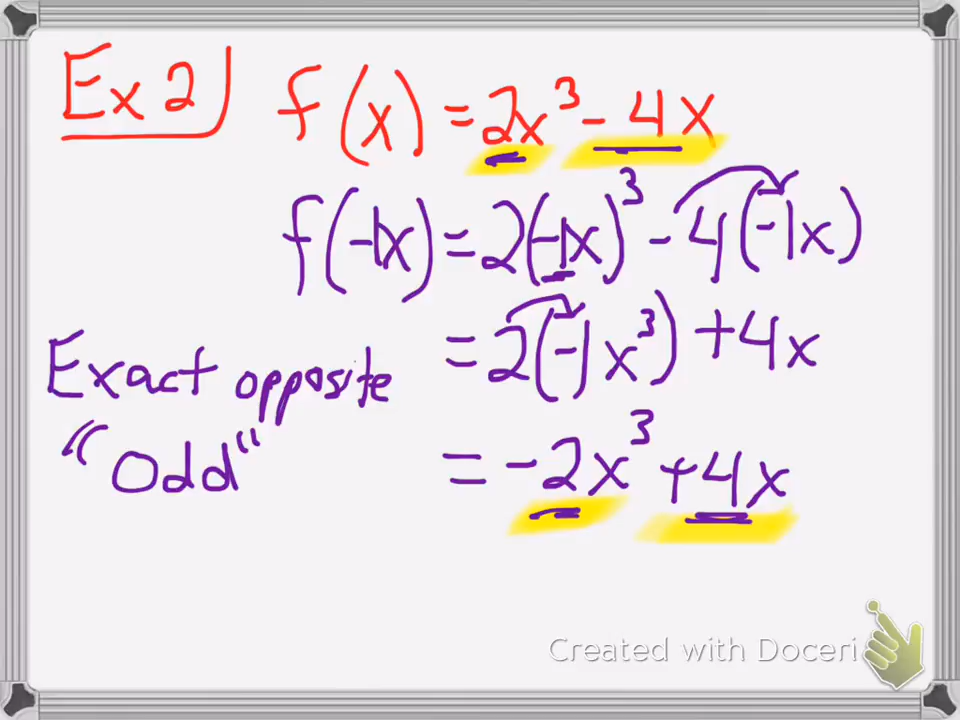 Ex 2 f(x) = 2x³ - 4x
f(-1x) = 2(-1x)³ - 4(-1x)
= 2(-1x³) + 4x
Exact opposite
"Odd"
= -2x³ + 4x
Created with Doceri